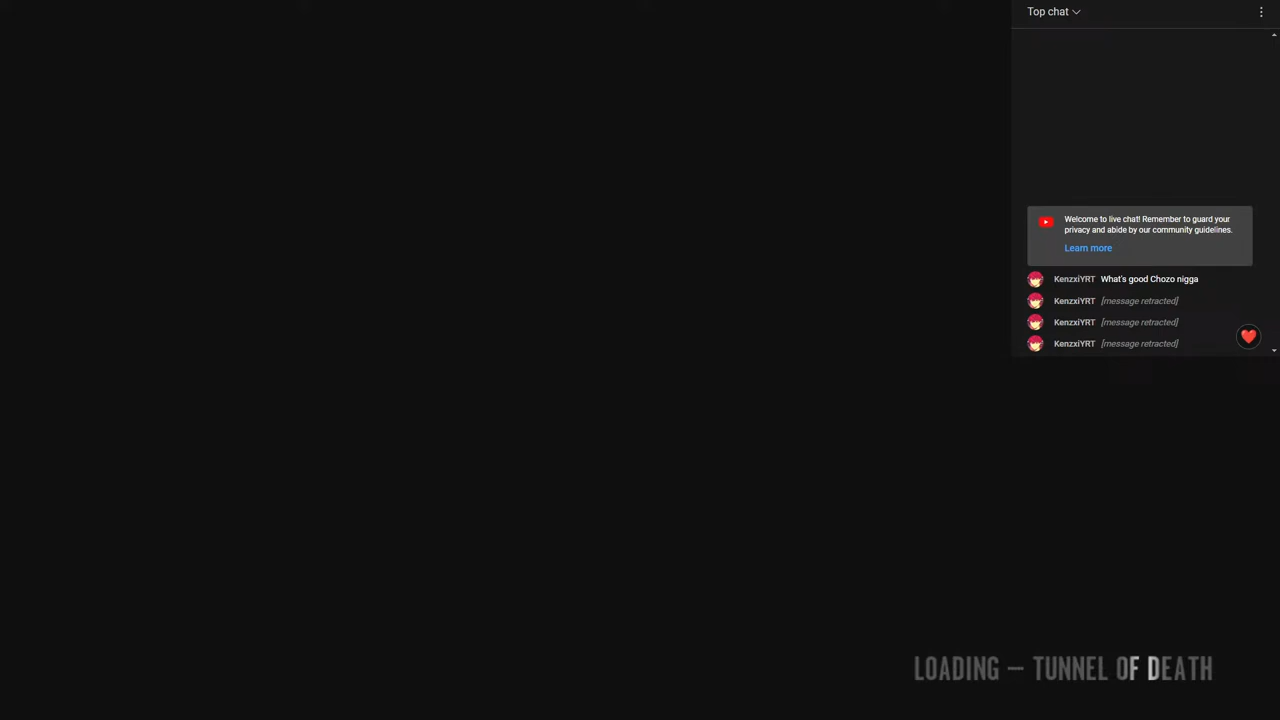 Top chat
Welcome to live chat! Remember to guard your
privacy and abide by our community guidelines.
Learn more
KenzxiYRT What's good Chozo nigga
KenzxiYRT [message retracted]
KenzxiYRT [message retracted]
KenzxiYRT [message retracted]
LOADING – TUNNEL OF DEATH